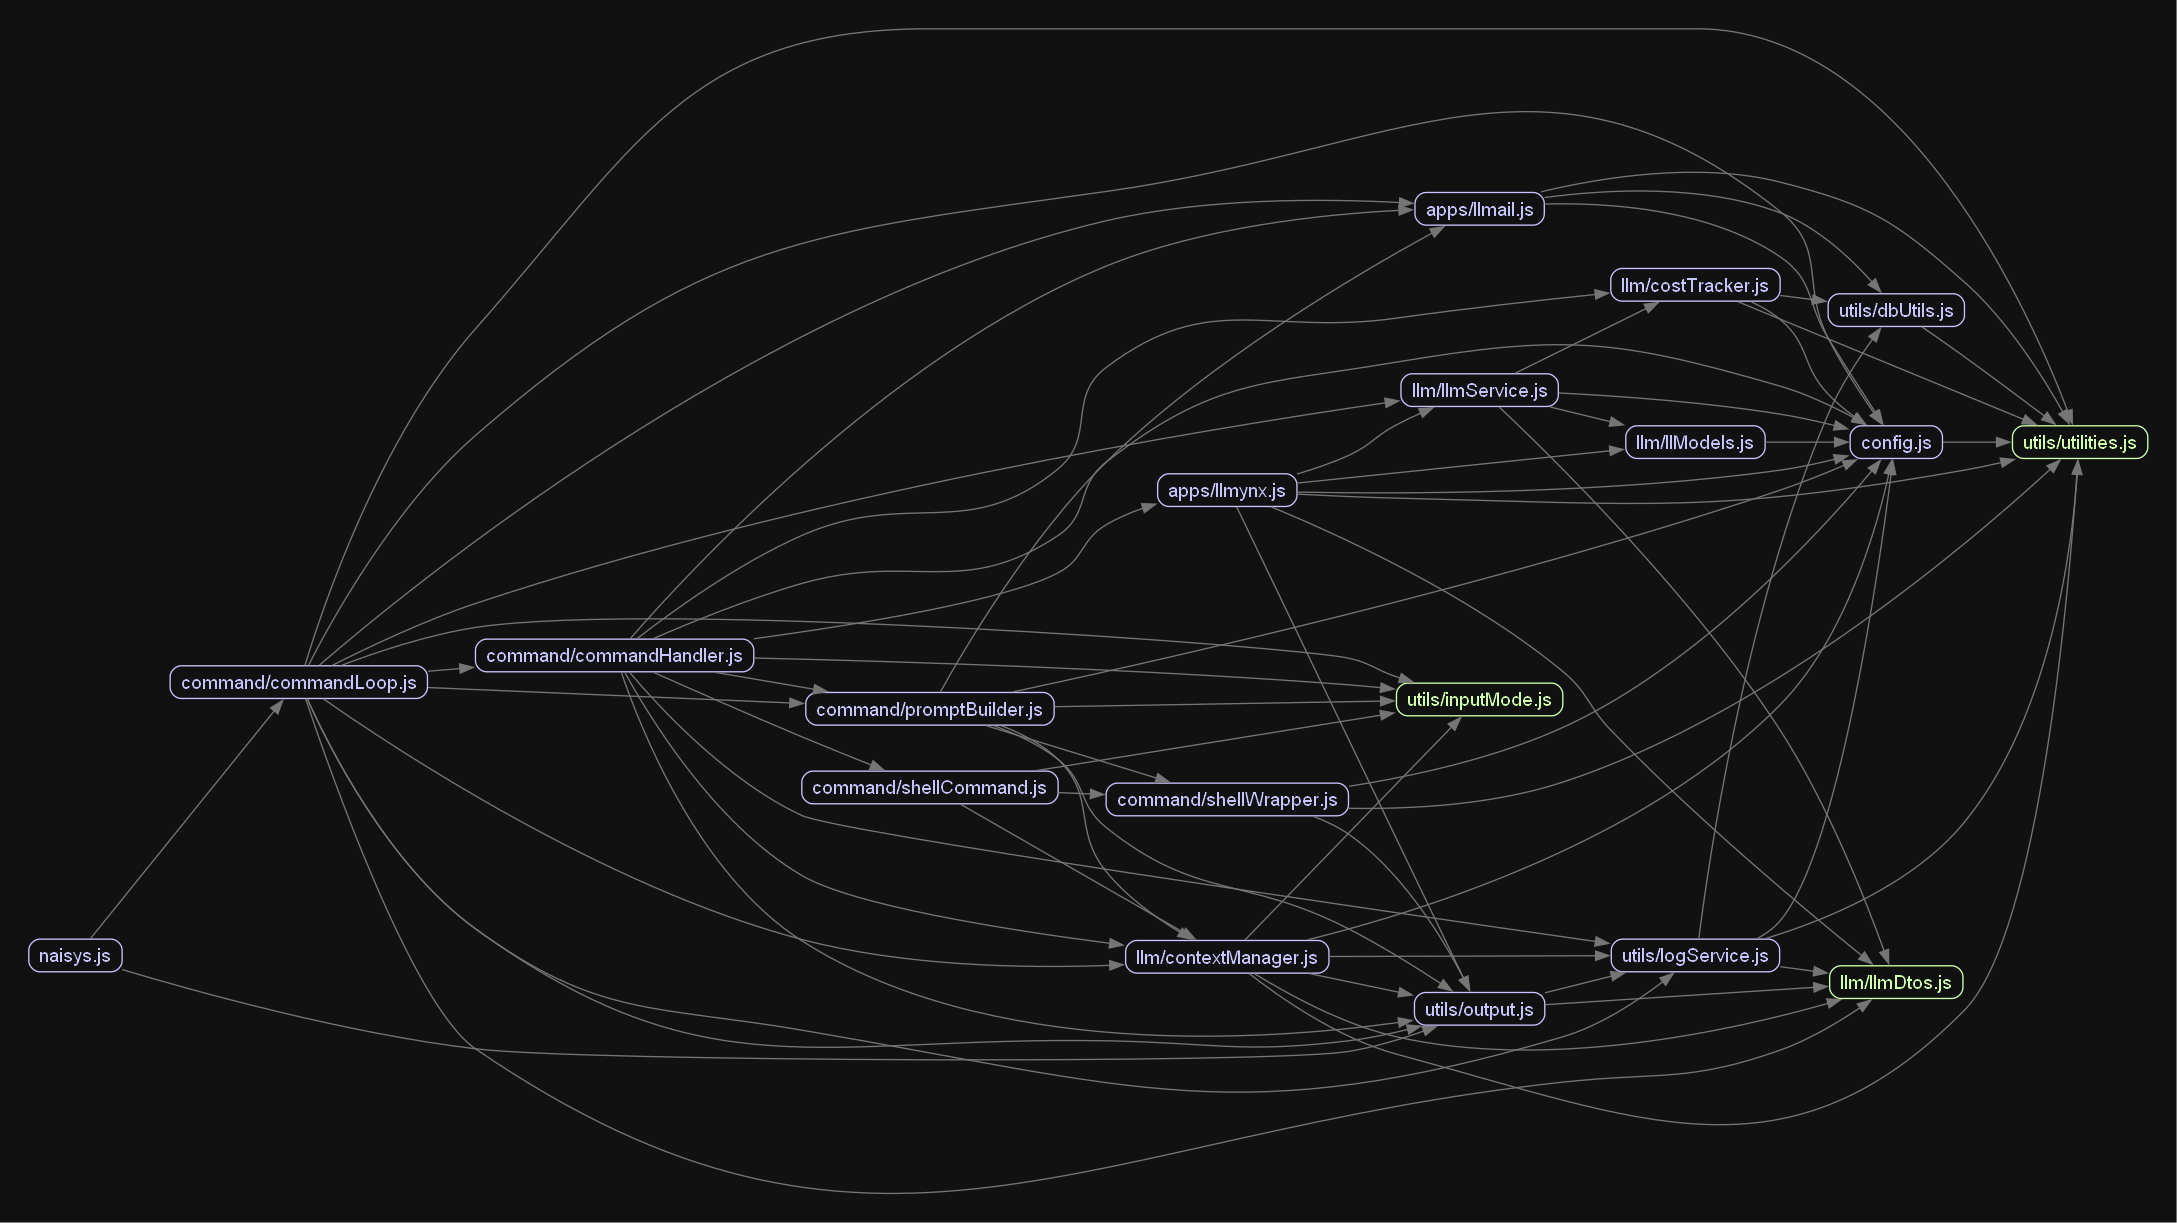 apps/llmail.js
llm/costTracker.js
utils/dbUtils.js
llm/llmService.js
llm/llModels.js
config.js
utils/utilities.js
apps/llmynx.js
command/commandHandler.js
command/commandLoop.js
command/promptBuilder.js
utils/inputMode.js
command/shellCommand.js
command/shellWrapper.js
naisys.js
llm/contextManager.js
utils/logService.js
llm/llmDtos.js
utils/output.js